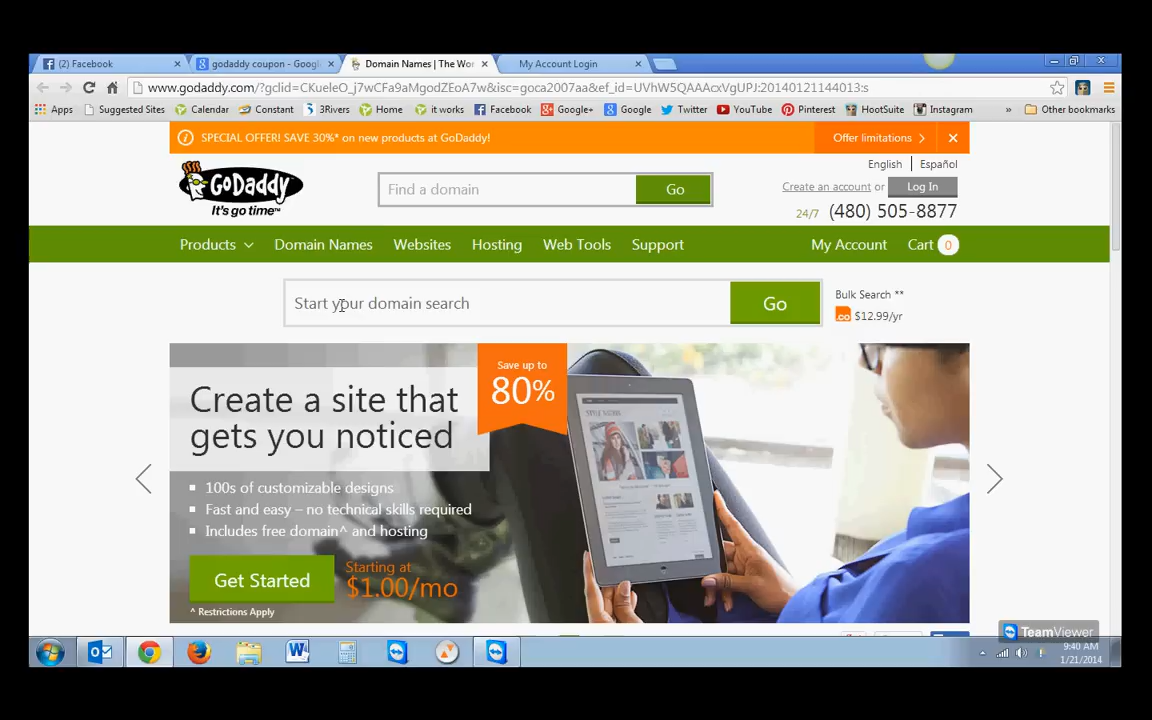 (2) Facebook
godaddy coupon - Google
Domain Names | The Wor
My Account Login
www.godaddy.com/?gclid=CKueIeO_j7wCFa9aMgodZEoA7w&isc=goca2007aa&ef_id=UVhW5QAAAcxVgUPJ:20140121144013:s
Apps
Suggested Sites
Calendar
Constant
3Rivers
Home
it works
Facebook
Google+
Google
Twitter
YouTube
Pinterest
HootSuite
Instagram
»
Other bookmarks
SPECIAL OFFER! SAVE 30%* on new products at GoDaddy!
Offer limitations
English | Español
GoDaddy
It's go time™
Find a domain
Go
Create an account or
Log In
24/7 (480) 505-8877
Products
Domain Names
Websites
Hosting
Web Tools
Support
My Account
Cart 0
Start your domain search
Go
Bulk Search **
.co $12.99/yr
Create a site that
gets you noticed
Save up to
80%
100s of customizable designs
Fast and easy – no technical skills required
Includes free domain^ and hosting
Get Started
Starting at
$1.00/mo
^ Restrictions Apply
TeamViewer
9:40 AM
1/21/2014